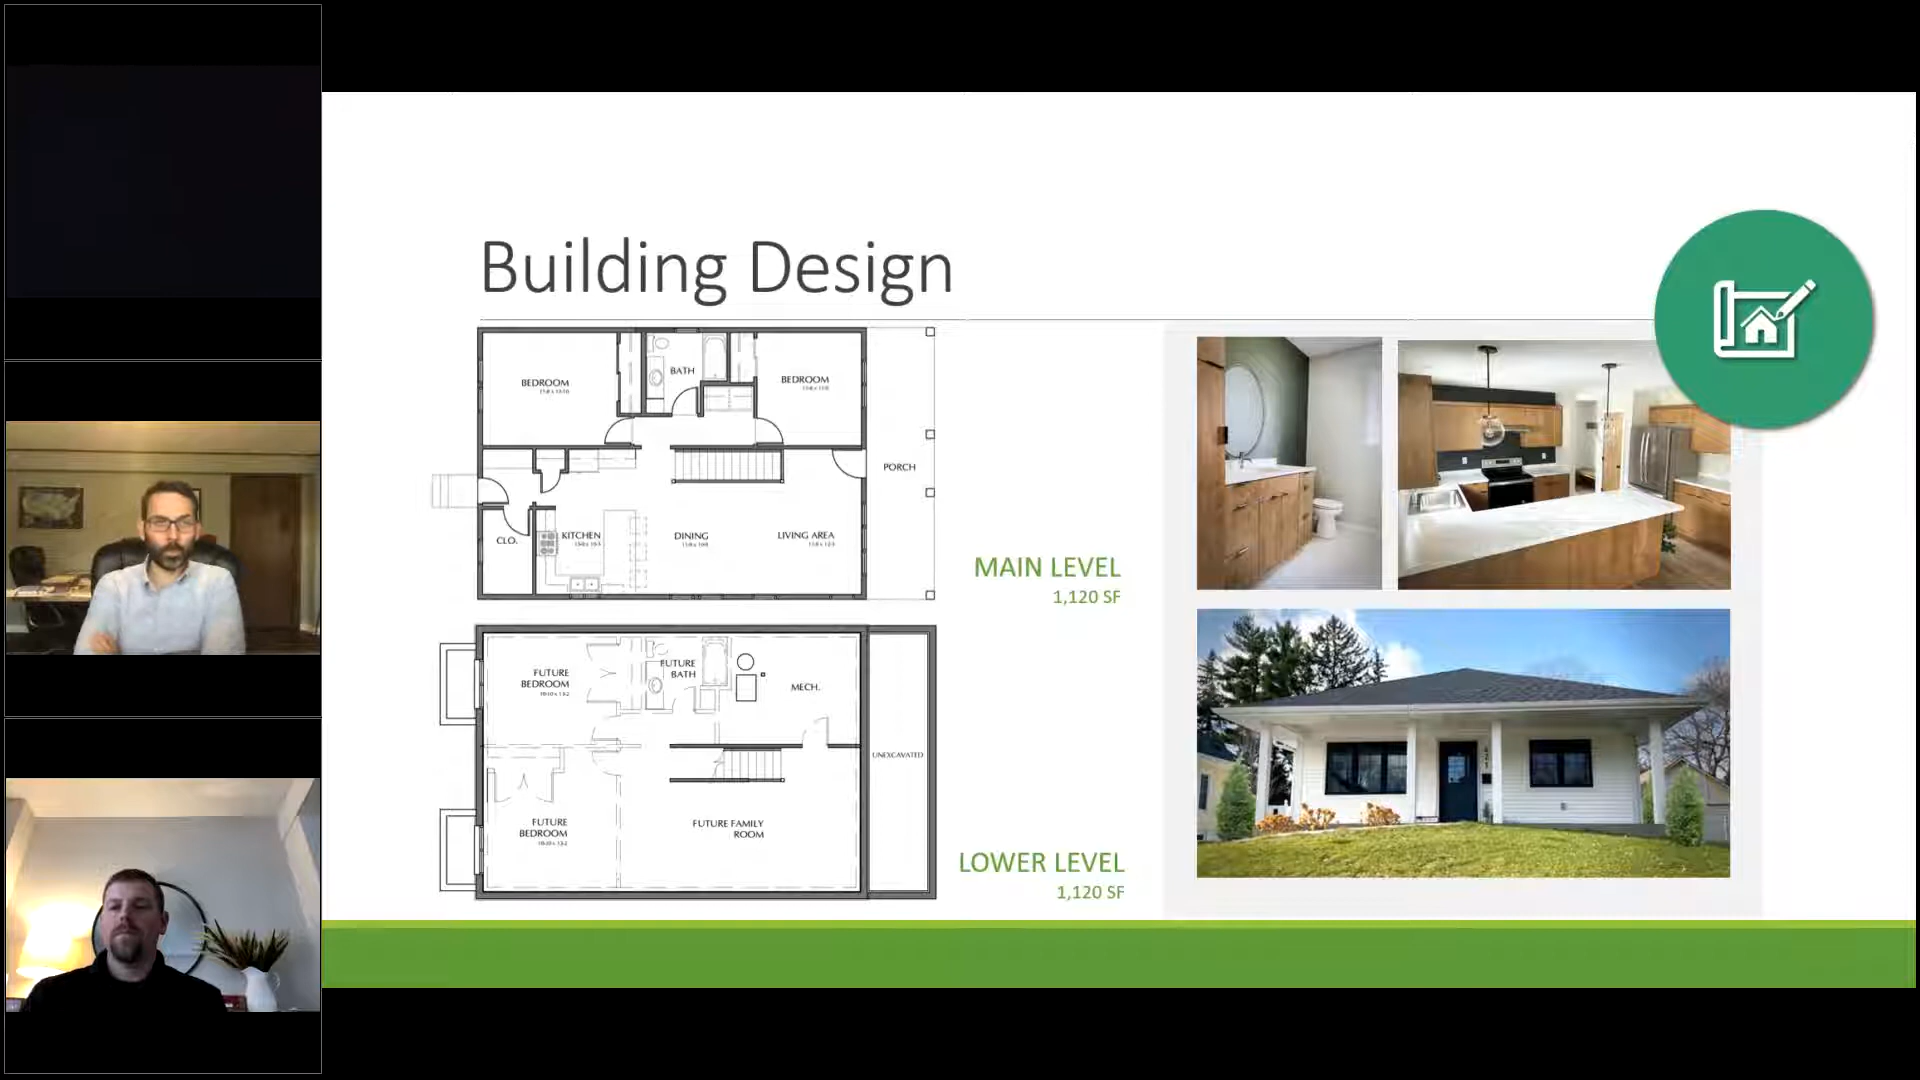 Building Design
BATH
BEDROOM
BEDROOM
PORCH
KITCHEN
DINING
LIVING AREA
CLO.
MAIN LEVEL
1,120 SF
FUTURE
BEDROOM
FUTURE
BATH
MECH.
UNEXCAVATED
FUTURE
BEDROOM
FUTURE FAMILY
ROOM
LOWER LEVEL
1,120 SF